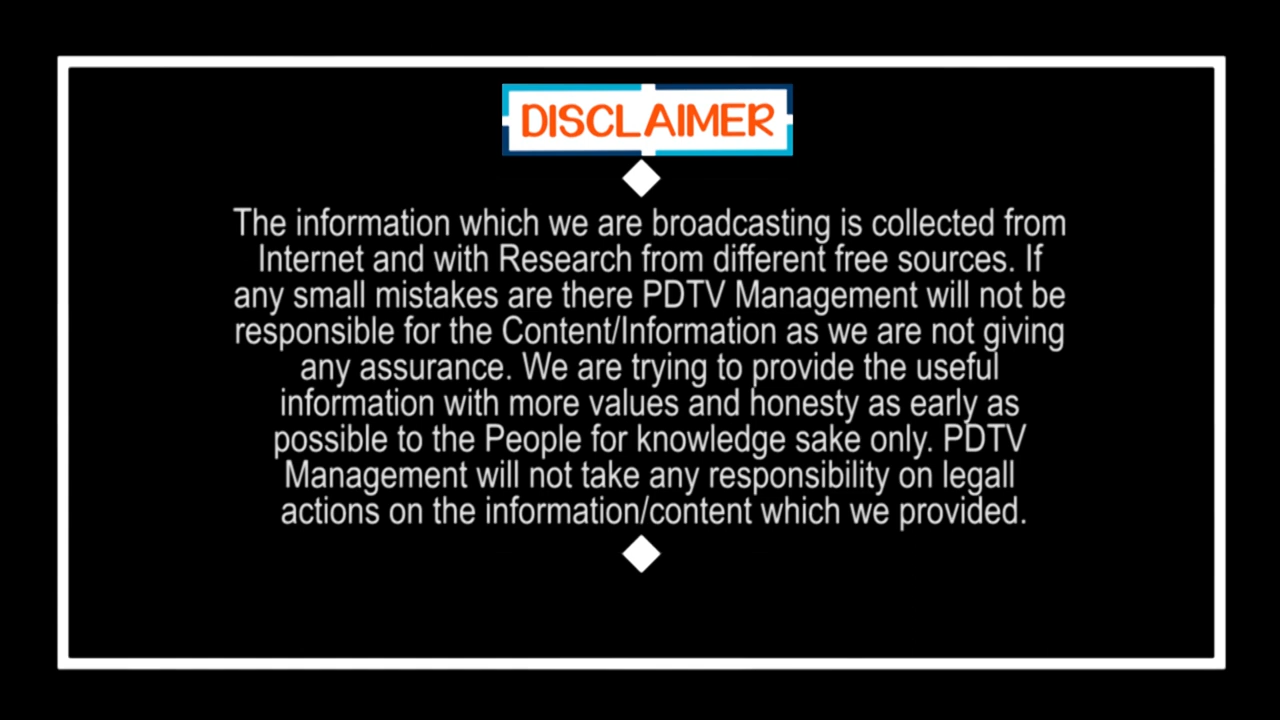 DISCLAIMER
The information which we are broadcasting is collected from
Internet and with Research from different free sources. If
any small mistakes are there PDTV Management will not be
responsible for the Content/Information as we are not giving
any assurance. We are trying to provide the useful
information with more values and honesty as early as
possible to the People for knowledge sake only. PDTV
Management will not take any responsibility on legall
actions on the information/content which we provided.